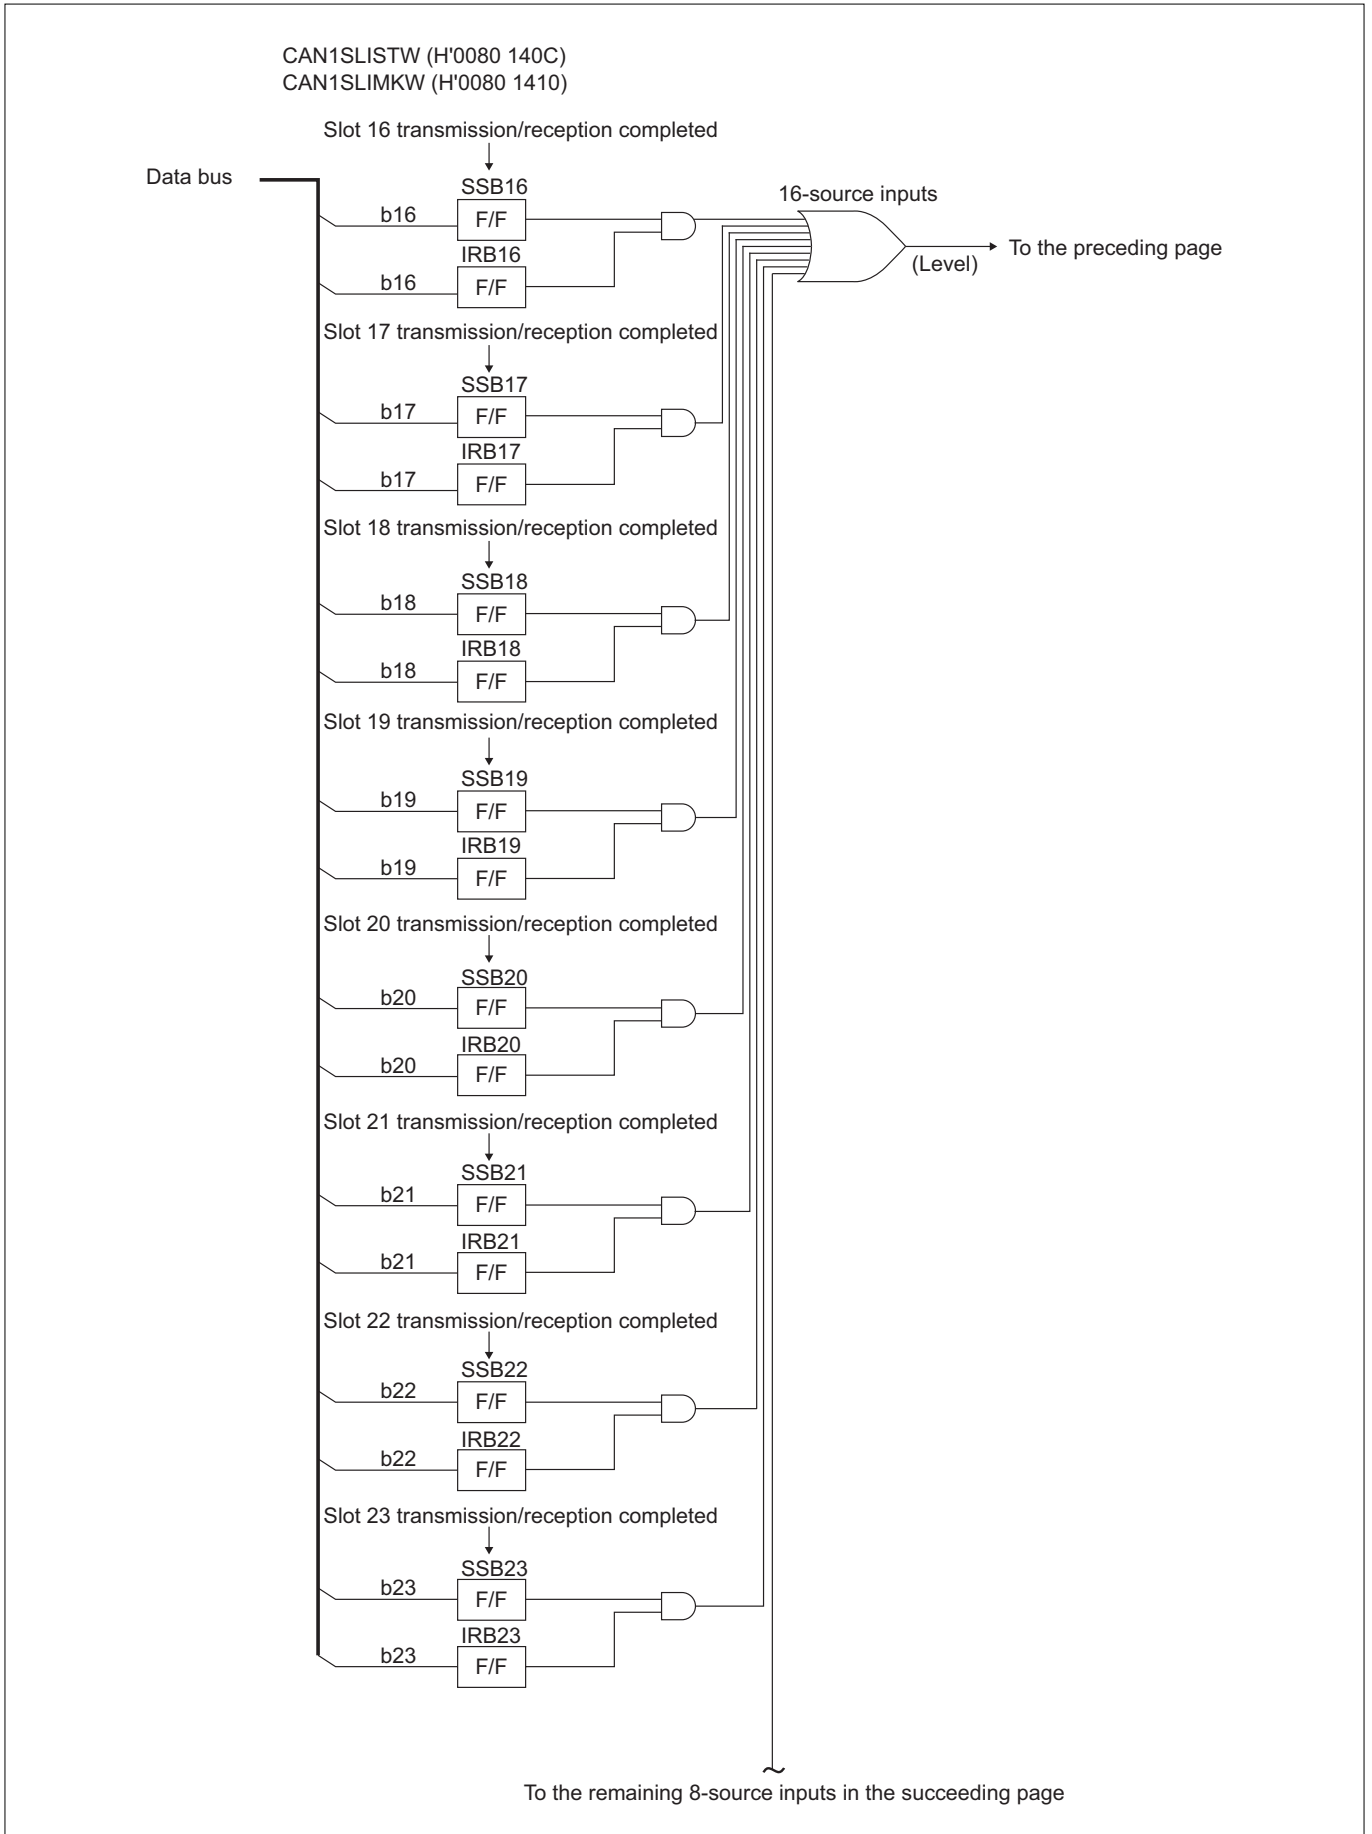 CAN1SLISTW (H'0080 140C)
CAN1SLIMKW (H'0080 1410)
Slot 16 transmission/reception completed
Data bus
SSB16
16-source inputs
b16
F/F
To the preceding page
(Level)
IRB16
b16
F/F
Slot 17 transmission/reception completed
SSB17
b17
F/F
IRB17
b17
F/F
Slot 18 transmission/reception completed
SSB18
b18
F/F
IRB18
b18
F/F
Slot 19 transmission/reception completed
SSB19
b19
F/F
IRB19
b19
F/F
Slot 20 transmission/reception completed
SSB20
b20
F/F
IRB20
b20
F/F
Slot 21 transmission/reception completed
SSB21
b21
F/F
IRB21
b21
F/F
Slot 22 transmission/reception completed
SSB22
b22
F/F
IRB22
b22
F/F
Slot 23 transmission/reception completed
SSB23
b23
F/F
IRB23
b23
F/F
To the remaining 8-source inputs in the succeeding page